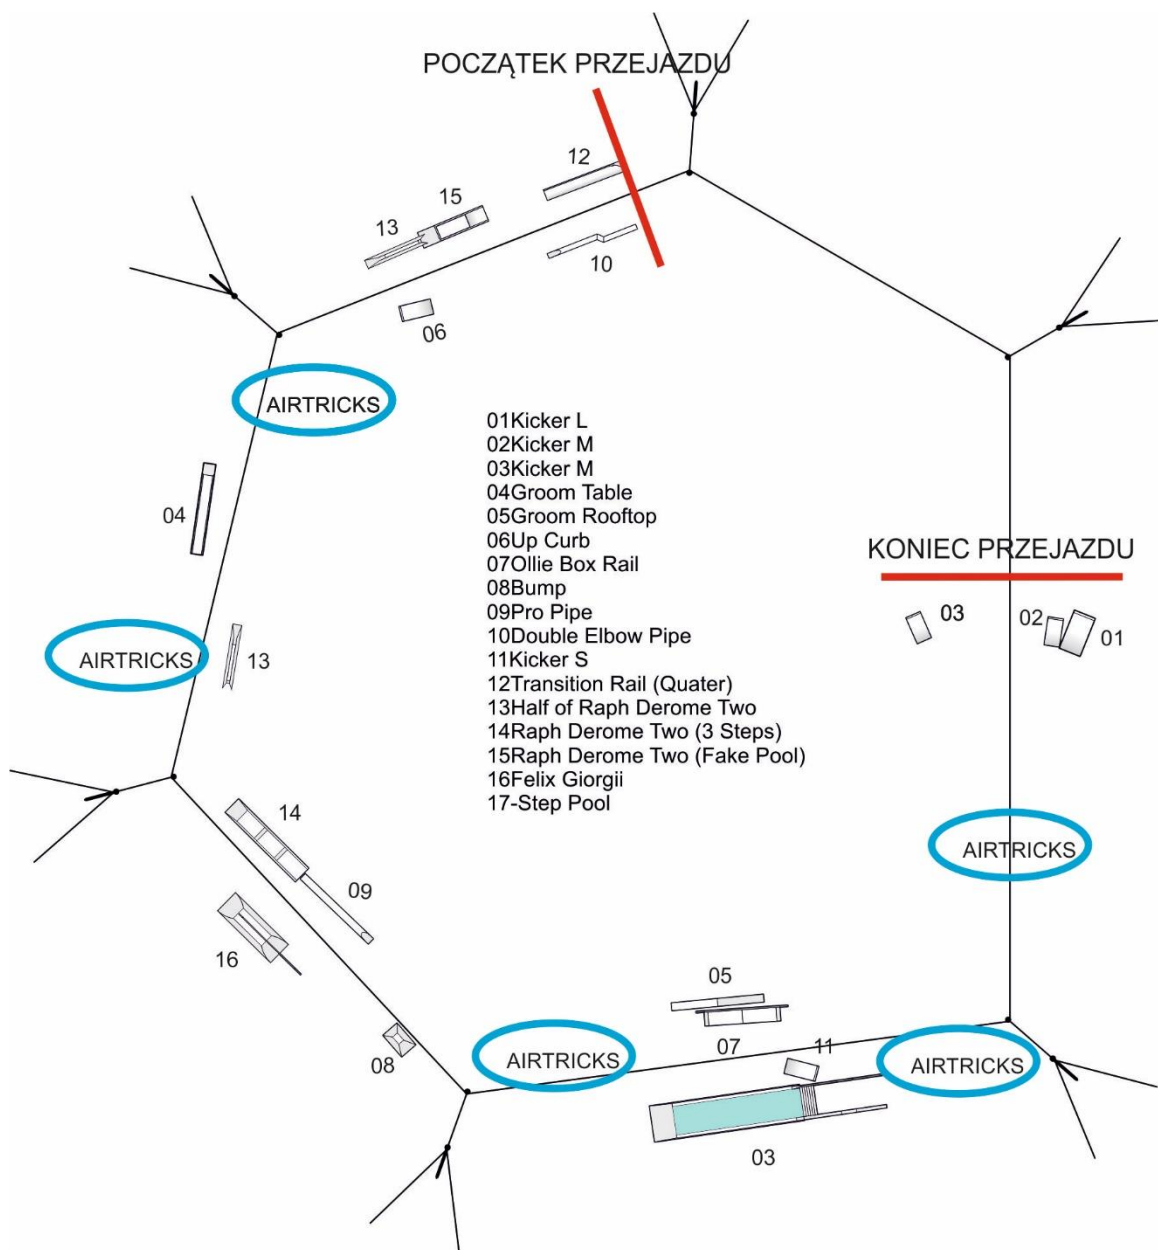 POCZĄTEK PRZEJAZDU
12
15
13
10
06
AIRTRICKS
01Kicker L
02Kicker M
03Kicker M
04Groom Table
05Groom Rooftop
06Up Curb
07Ollie Box Rail
08Bump
09Pro Pipe
10Double Elbow Pipe
11Kicker S
12Transition Rail (Quater)
13Half of Raph Derome Two
14Raph Derome Two (3 Steps)
15Raph Derome Two (Fake Pool)
16Felix Giorgii
17-Step Pool
04
KONIEC PRZEJAZDU
03
02
01
AIRTRICKS
13
14
09
16
AIRTRICKS
05
08
AIRTRICKS
07
11
AIRTRICKS
03